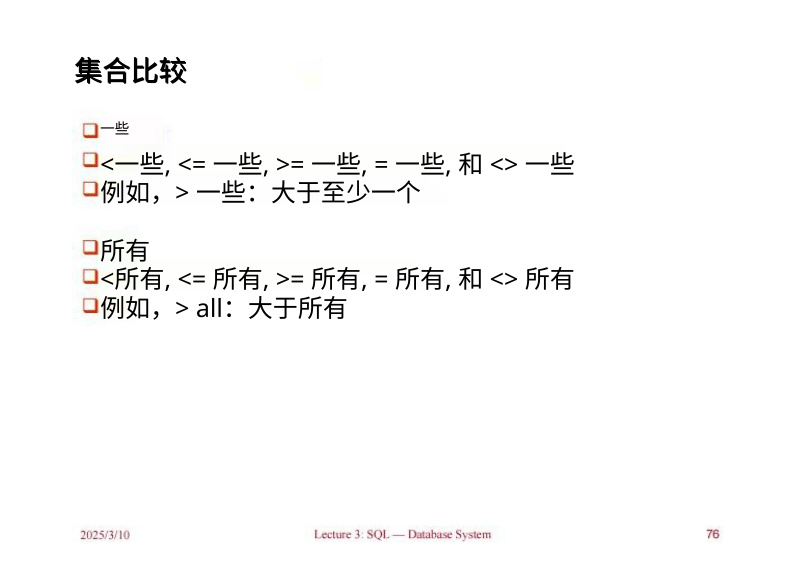 集合比较
一些
<一些, <= 一些, >= 一些, = 一些, 和 <> 一些
例如，> 一些：大于至少一个
所有
<所有, <= 所有, >= 所有, = 所有, 和 <> 所有
例如，> all：大于所有
2025/3/10
Lecture 3: SQL — Database System
76